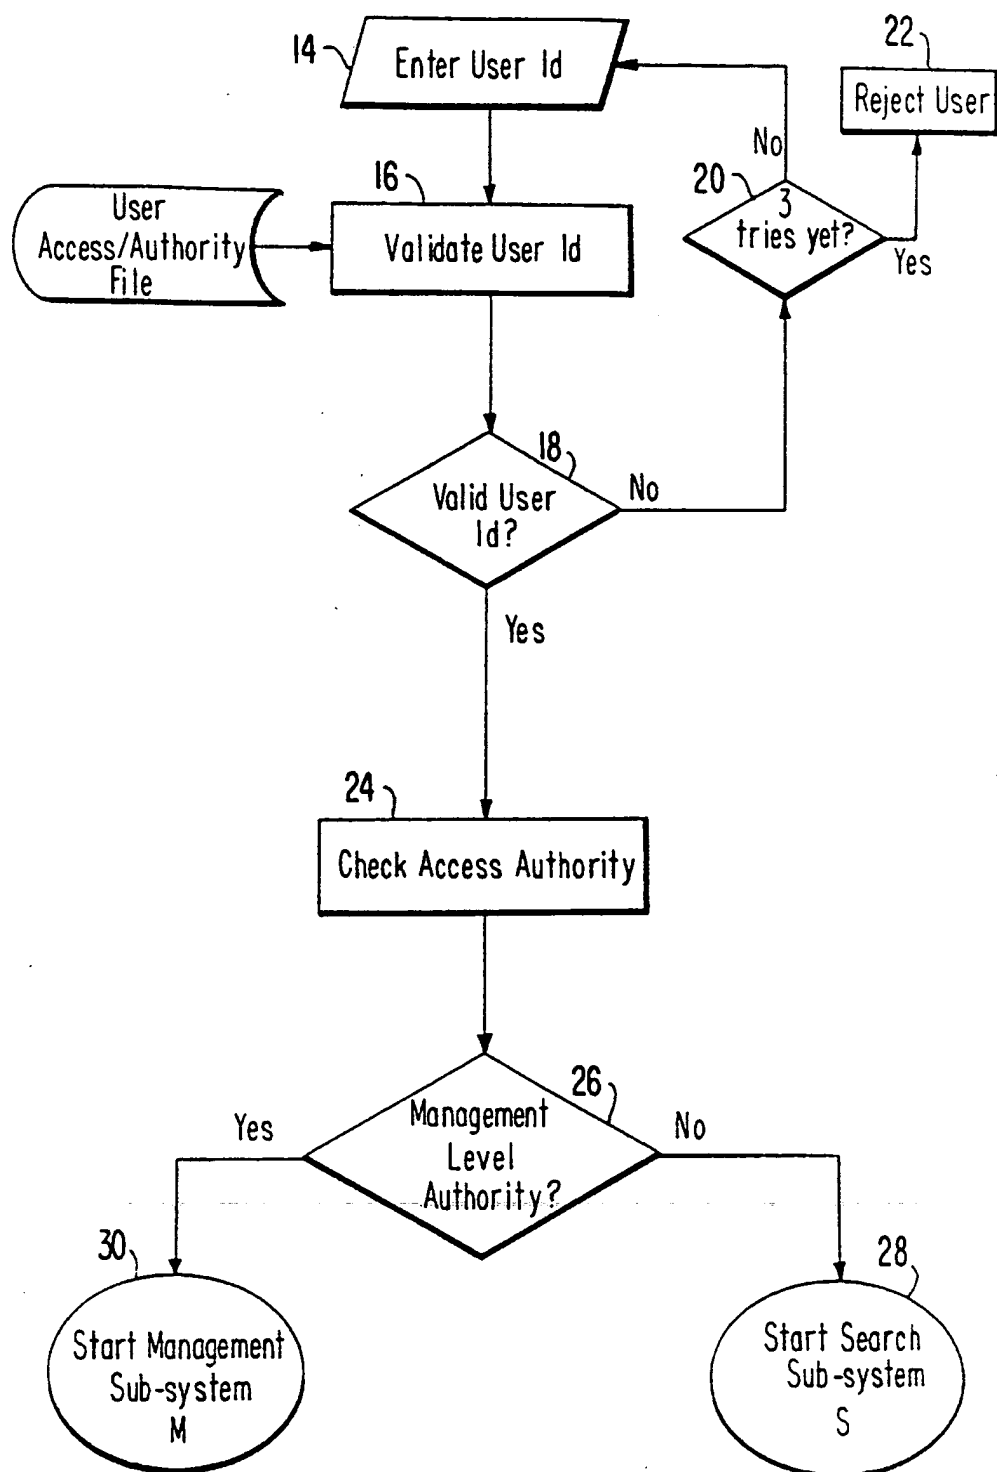 14
Enter User Id
22
Reject User
No
20
3
tries yet?
Yes
16
User
Access/Authority
File
Validate User Id
18
Valid User
Id?
No
Yes
24
Check Access Authority
26
Management
Level
Authority?
Yes
No
30
Start Management
Sub-system
M
28
Start Search
Sub-system
S